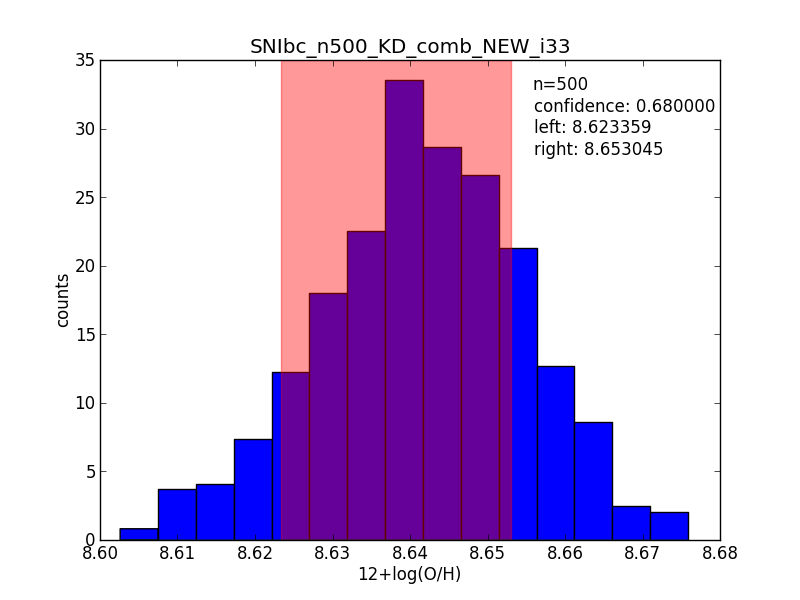 SNIbc_n500_KD_comb_NEW_i33
n=500
confidence: 0.680000
left: 8.623359
right: 8.653045
counts
35
30
25
20
15
10
5
0
8.60 8.61 8.62 8.63 8.64 8.65 8.66 8.67 8.68
12+log(O/H)